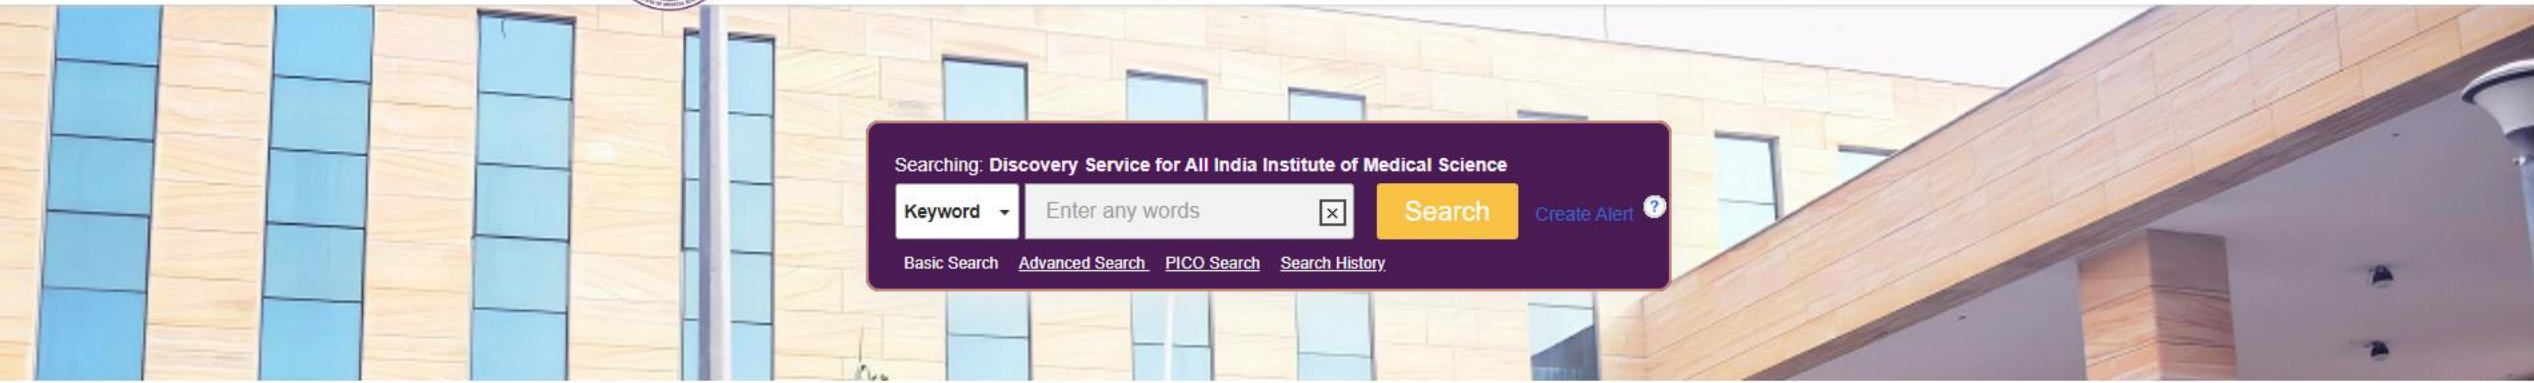 Searching: Discovery Service for All India Institute of Medical Science
Keyword Enter any words Search Create Alert ?
Basic Search Advanced Search PICO Search Search History